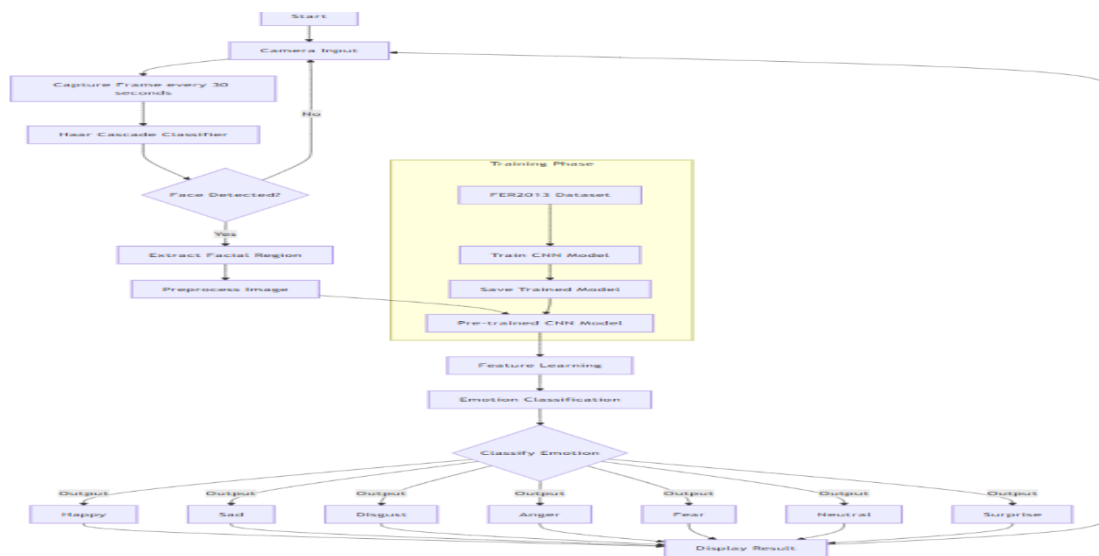 Start
Camera Input
Capture Frame every 30
seconds
No
Haar Cascade Classifier
Training Phase
Face Detected?
FER2013 Dataset
Yes
Extract Facial Region
Train CNN Model
Preprocess Image
Save Trained Model
Pre-trained CNN Model
Feature Learning
Emotion Classification
Classify Emotion
Output Output Output Output Output Output Output
Happy Sad Disgust Anger Fear Neutral Surprise
Display Result